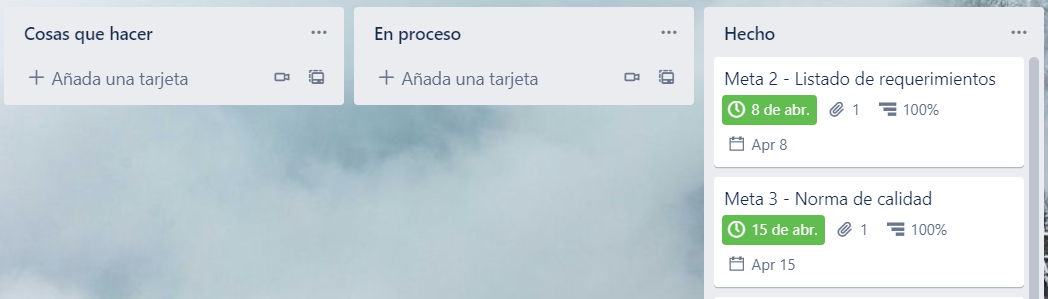 Cosas que hacer
Añada una tarjeta
En proceso
Añada una tarjeta
Hecho
Meta 2 - Listado de requerimientos
8 de abr. 1 100%
Apr 8
Meta 3 - Norma de calidad
15 de abr. 1 100%
Apr 15